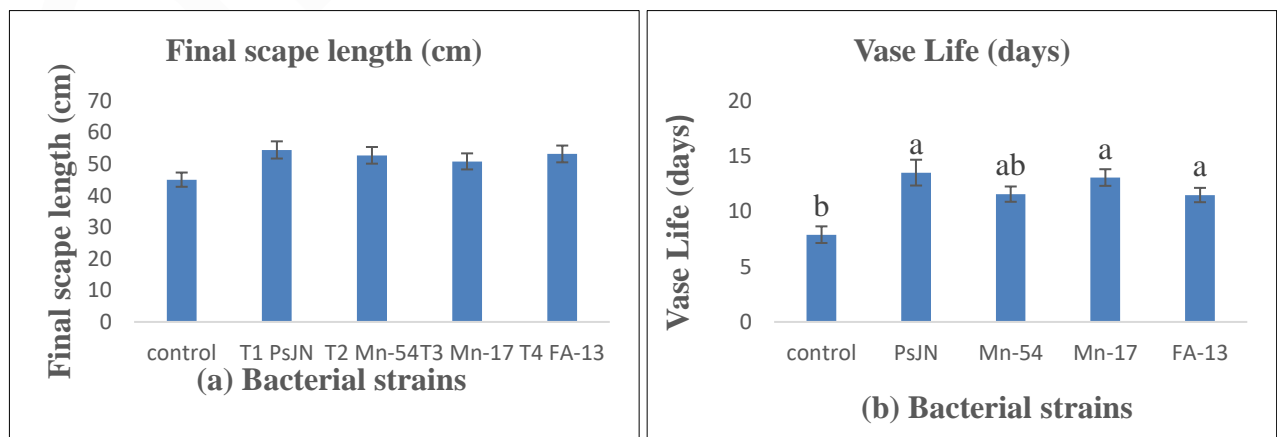 Final scape length (cm)
Final scape length (cm)
70
60
50
40
30
20
10
0
control T1 PsJN T2 Mn-54T3 Mn-17 T4 FA-13
(a) Bacterial strains
Vase Life (days)
Vase Life (days)
20
15
10
5
0
b
a
ab
a
a
control PsJN Mn-54 Mn-17 FA-13
(b) Bacterial strains